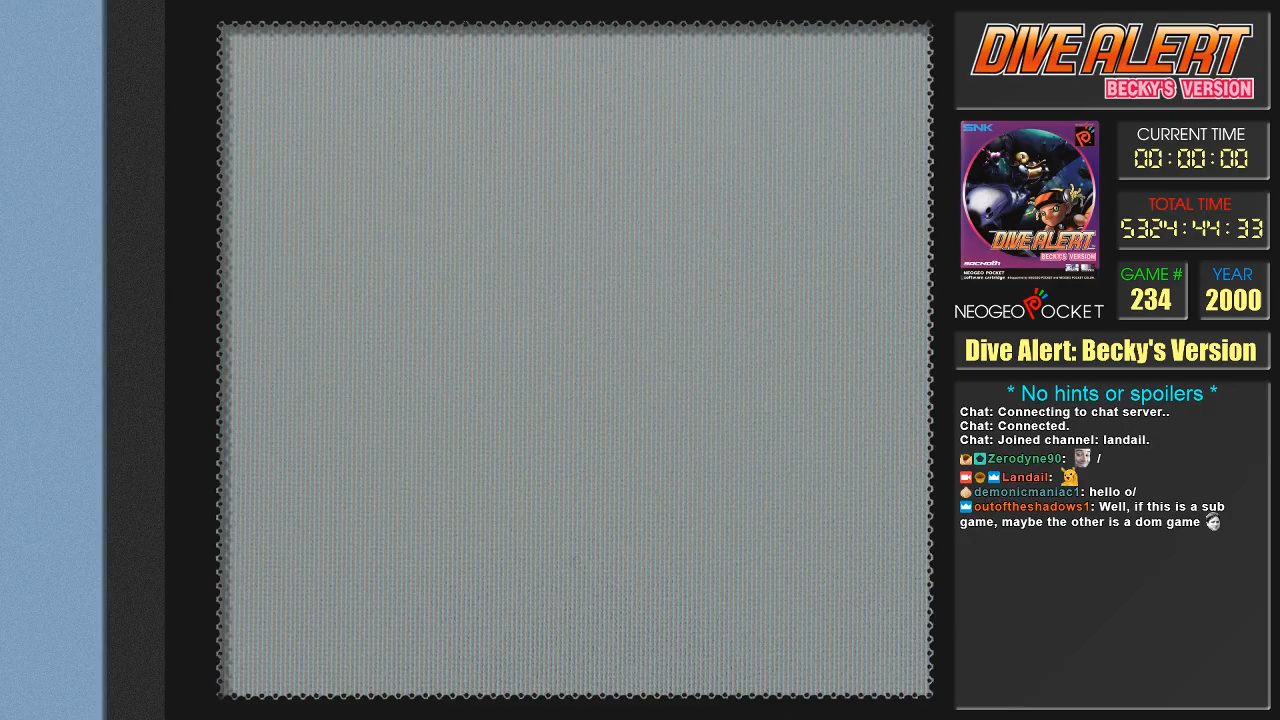 DIVE ALERT
BECKY'S VERSION
SNK
DIVE ALERT
BECKY'S VERSION
NEOGEO POCKET
CURRENT TIME
00:00:00
TOTAL TIME
5324:44:33
GAME #
234
YEAR
2000
NEOGEO POCKET
Dive Alert: Becky's Version
* No hints or spoilers *
Chat: Connecting to chat server..
Chat: Connected.
Chat: Joined channel: landail.
Zerodyne90: /
Landail:
demonicmaniac1: hello o/
outoftheshadows1: Well, if this is a sub
game, maybe the other is a dom game